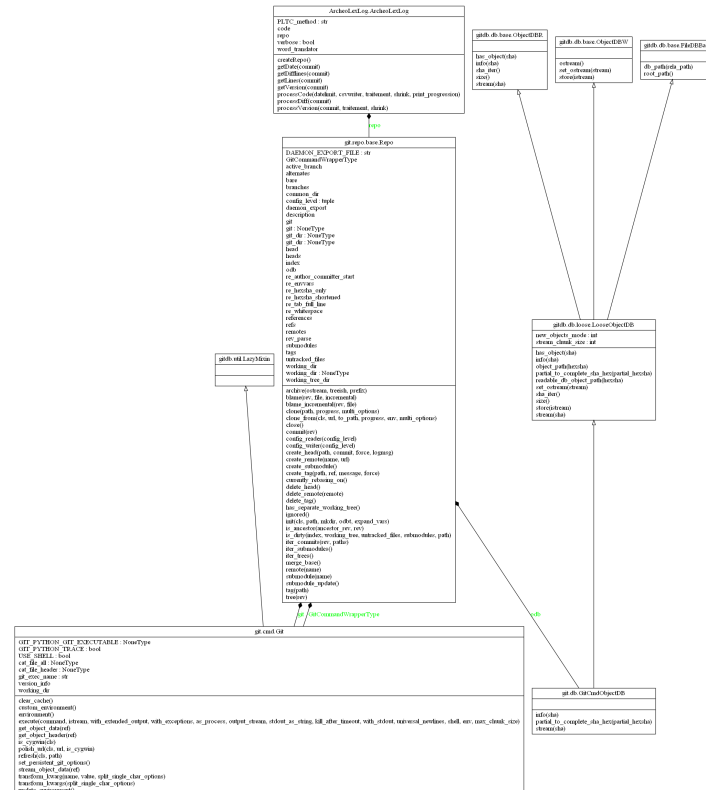 ArcheoLexLog.ArcheoLexLog
PLTC_method : str
code
repo
verbose : bool
word_translator
createRepo()
getDate(commit)
getDifflines(commit)
getLines(commit)
getVersion(commit)
processCode(datelimit, csvwriter, traitement, shrink, print_progression)
processDiff(commit)
processVersion(commit, traitement, shrink)
gitdb.db.base.ObjectDBR
has_object(sha)
info(sha)
sha_iter()
size()
stream(sha)
gitdb.db.base.ObjectDBW
ostream()
set_ostream(stream)
store(istream)
gitdb.db.base.FileDBBa
db_path(rela_path)
root_path()
repo
git.repo.base.Repo
DAEMON_EXPORT_FILE : str
GitCommandWrapperType
active_branch
alternates
bare
branches
common_dir
config_level : tuple
daemon_export
description
git
git : NoneType
git_dir : NoneType
git_dir : NoneType
head
heads
index
odb
re_author_committer_start
re_envvars
re_hexsha_only
re_hexsha_shortened
re_tab_full_line
re_whitespace
references
refs
remotes
rev_parse
submodules
tags
untracked_files
working_dir
working_dir : NoneType
working_tree_dir
archive(ostream, treeish, prefix)
blame(rev, file, incremental)
blame_incremental(rev, file)
clone(path, progress, multi_options)
clone_from(cls, url, to_path, progress, env, multi_options)
close()
commit(rev)
config_reader(config_level)
config_writer(config_level)
create_head(path, commit, force, logmsg)
create_remote(name, url)
create_submodule()
create_tag(path, ref, message, force)
currently_rebasing_on()
delete_head()
delete_remote(remote)
delete_tag()
has_separate_working_tree()
ignored()
init(cls, path, mkdir, odbt, expand_vars)
is_ancestor(ancestor_rev, rev)
is_dirty(index, working_tree, untracked_files, submodules, path)
iter_commits(rev, paths)
iter_submodules()
iter_trees()
merge_base()
remote(name)
submodule(name)
submodule_update()
tag(path)
tree(rev)
gitdb.util.LazyMixin
gitdb.db.loose.LooseObjectDB
new_objects_mode : int
stream_chunk_size : int
has_object(sha)
info(sha)
object_path(hexsha)
partial_to_complete_sha_hex(partial_hexsha)
readable_db_object_path(hexsha)
set_ostream(stream)
sha_iter()
size()
store(istream)
stream(sha)
git
GitCommandWrapperType
odb
git.cmd.Git
GIT_PYTHON_GIT_EXECUTABLE : NoneType
GIT_PYTHON_TRACE : bool
USE_SHELL : bool
cat_file_all : NoneType
cat_file_header : NoneType
git_exec_name : str
version_info
working_dir
clear_cache()
custom_environment()
environment()
execute(command, istream, with_extended_output, with_exceptions, as_process, output_stream, stdout_as_string, kill_after_timeout, with_stdout, universal_newlines, shell, env, max_chunk_size)
get_object_data(ref)
get_object_header(ref)
is_cygwin(cls)
polish_url(cls, url, is_cygwin)
refresh(cls, path)
set_persistent_git_options()
stream_object_data(ref)
transform_kwarg(name, value, split_single_char_options)
transform_kwargs(split_single_char_options)
git.db.GitCmdObjectDB
info(sha)
partial_to_complete_sha_hex(partial_hexsha)
stream(sha)